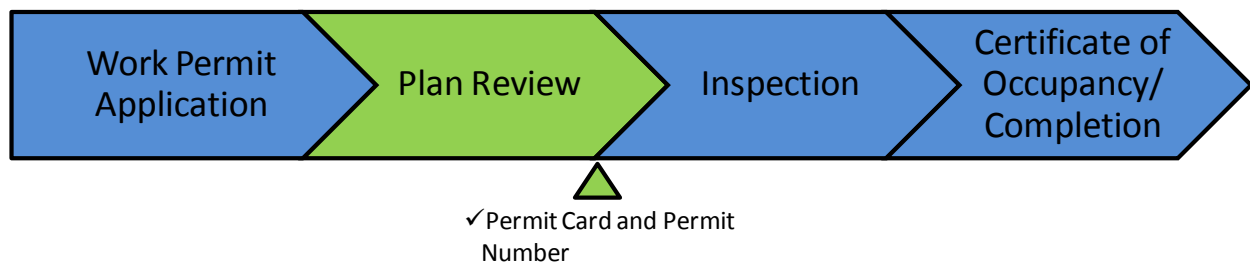 Work Permit
Application
Plan Review
Inspection
Certificate of
Occupancy/
Completion
✓Permit Card and Permit
Number